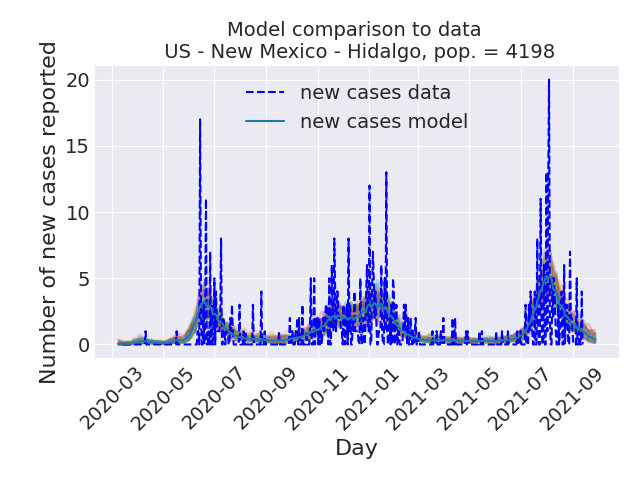 Model comparison to data
US - New Mexico - Hidalgo, pop. = 4198
Number of new cases reported
20
15
10
5
0
new cases data
new cases model
2020-03
2020-05
2020-07
2020-09
2020-11
2021-01
2021-03
2021-05
2021-07
2021-09
Day